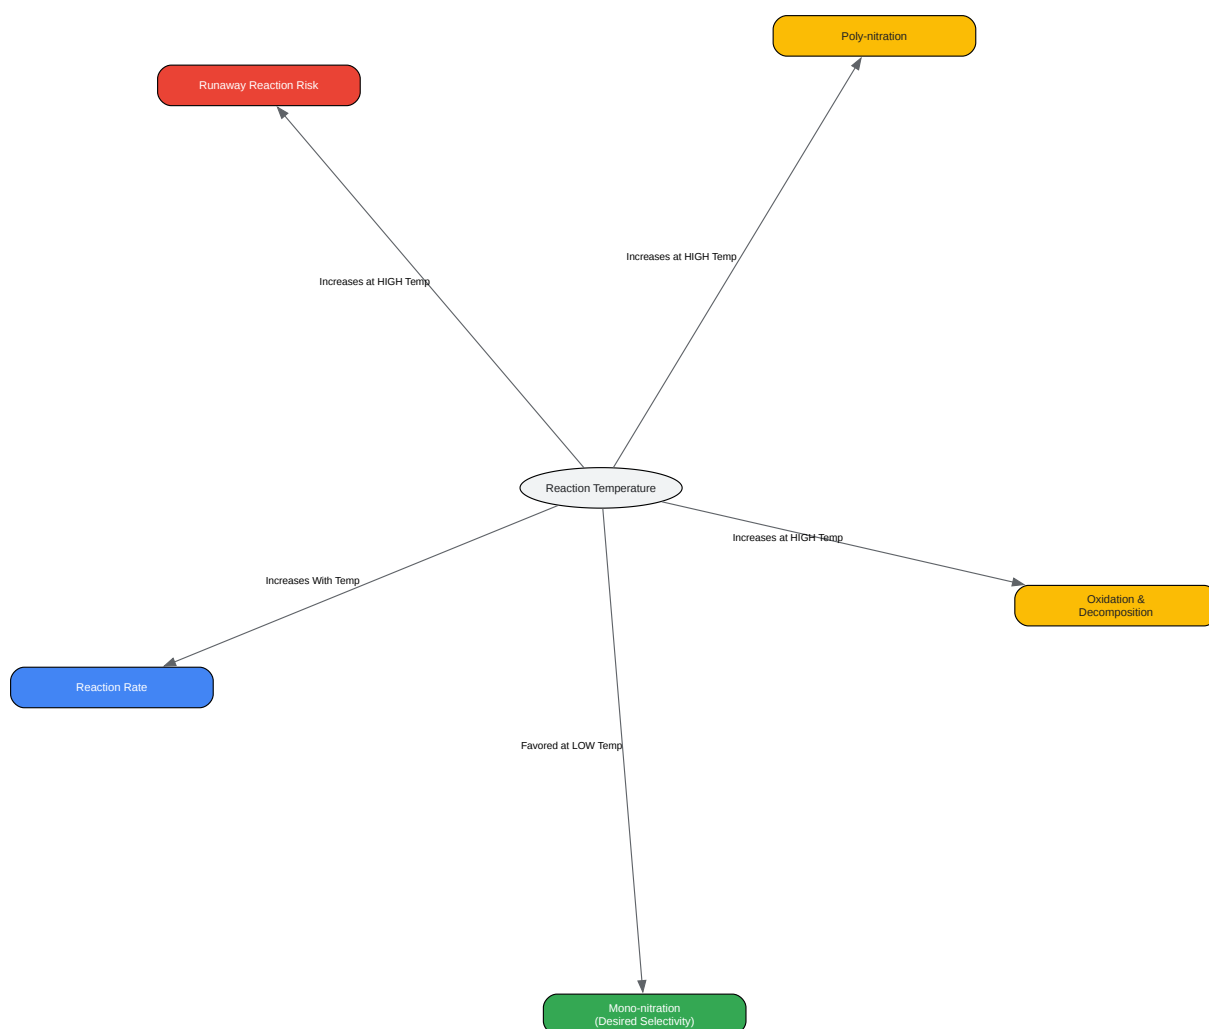 Poly-nitration
Runaway Reaction Risk
Increases at HIGH Temp
Increases at HIGH Temp
Reaction Temperature
Increases at HIGH Temp
Increases With Temp
Oxidation &
Decomposition
Reaction Rate
Favored at LOW Temp
Mono-nitration
(Desired Selectivity)